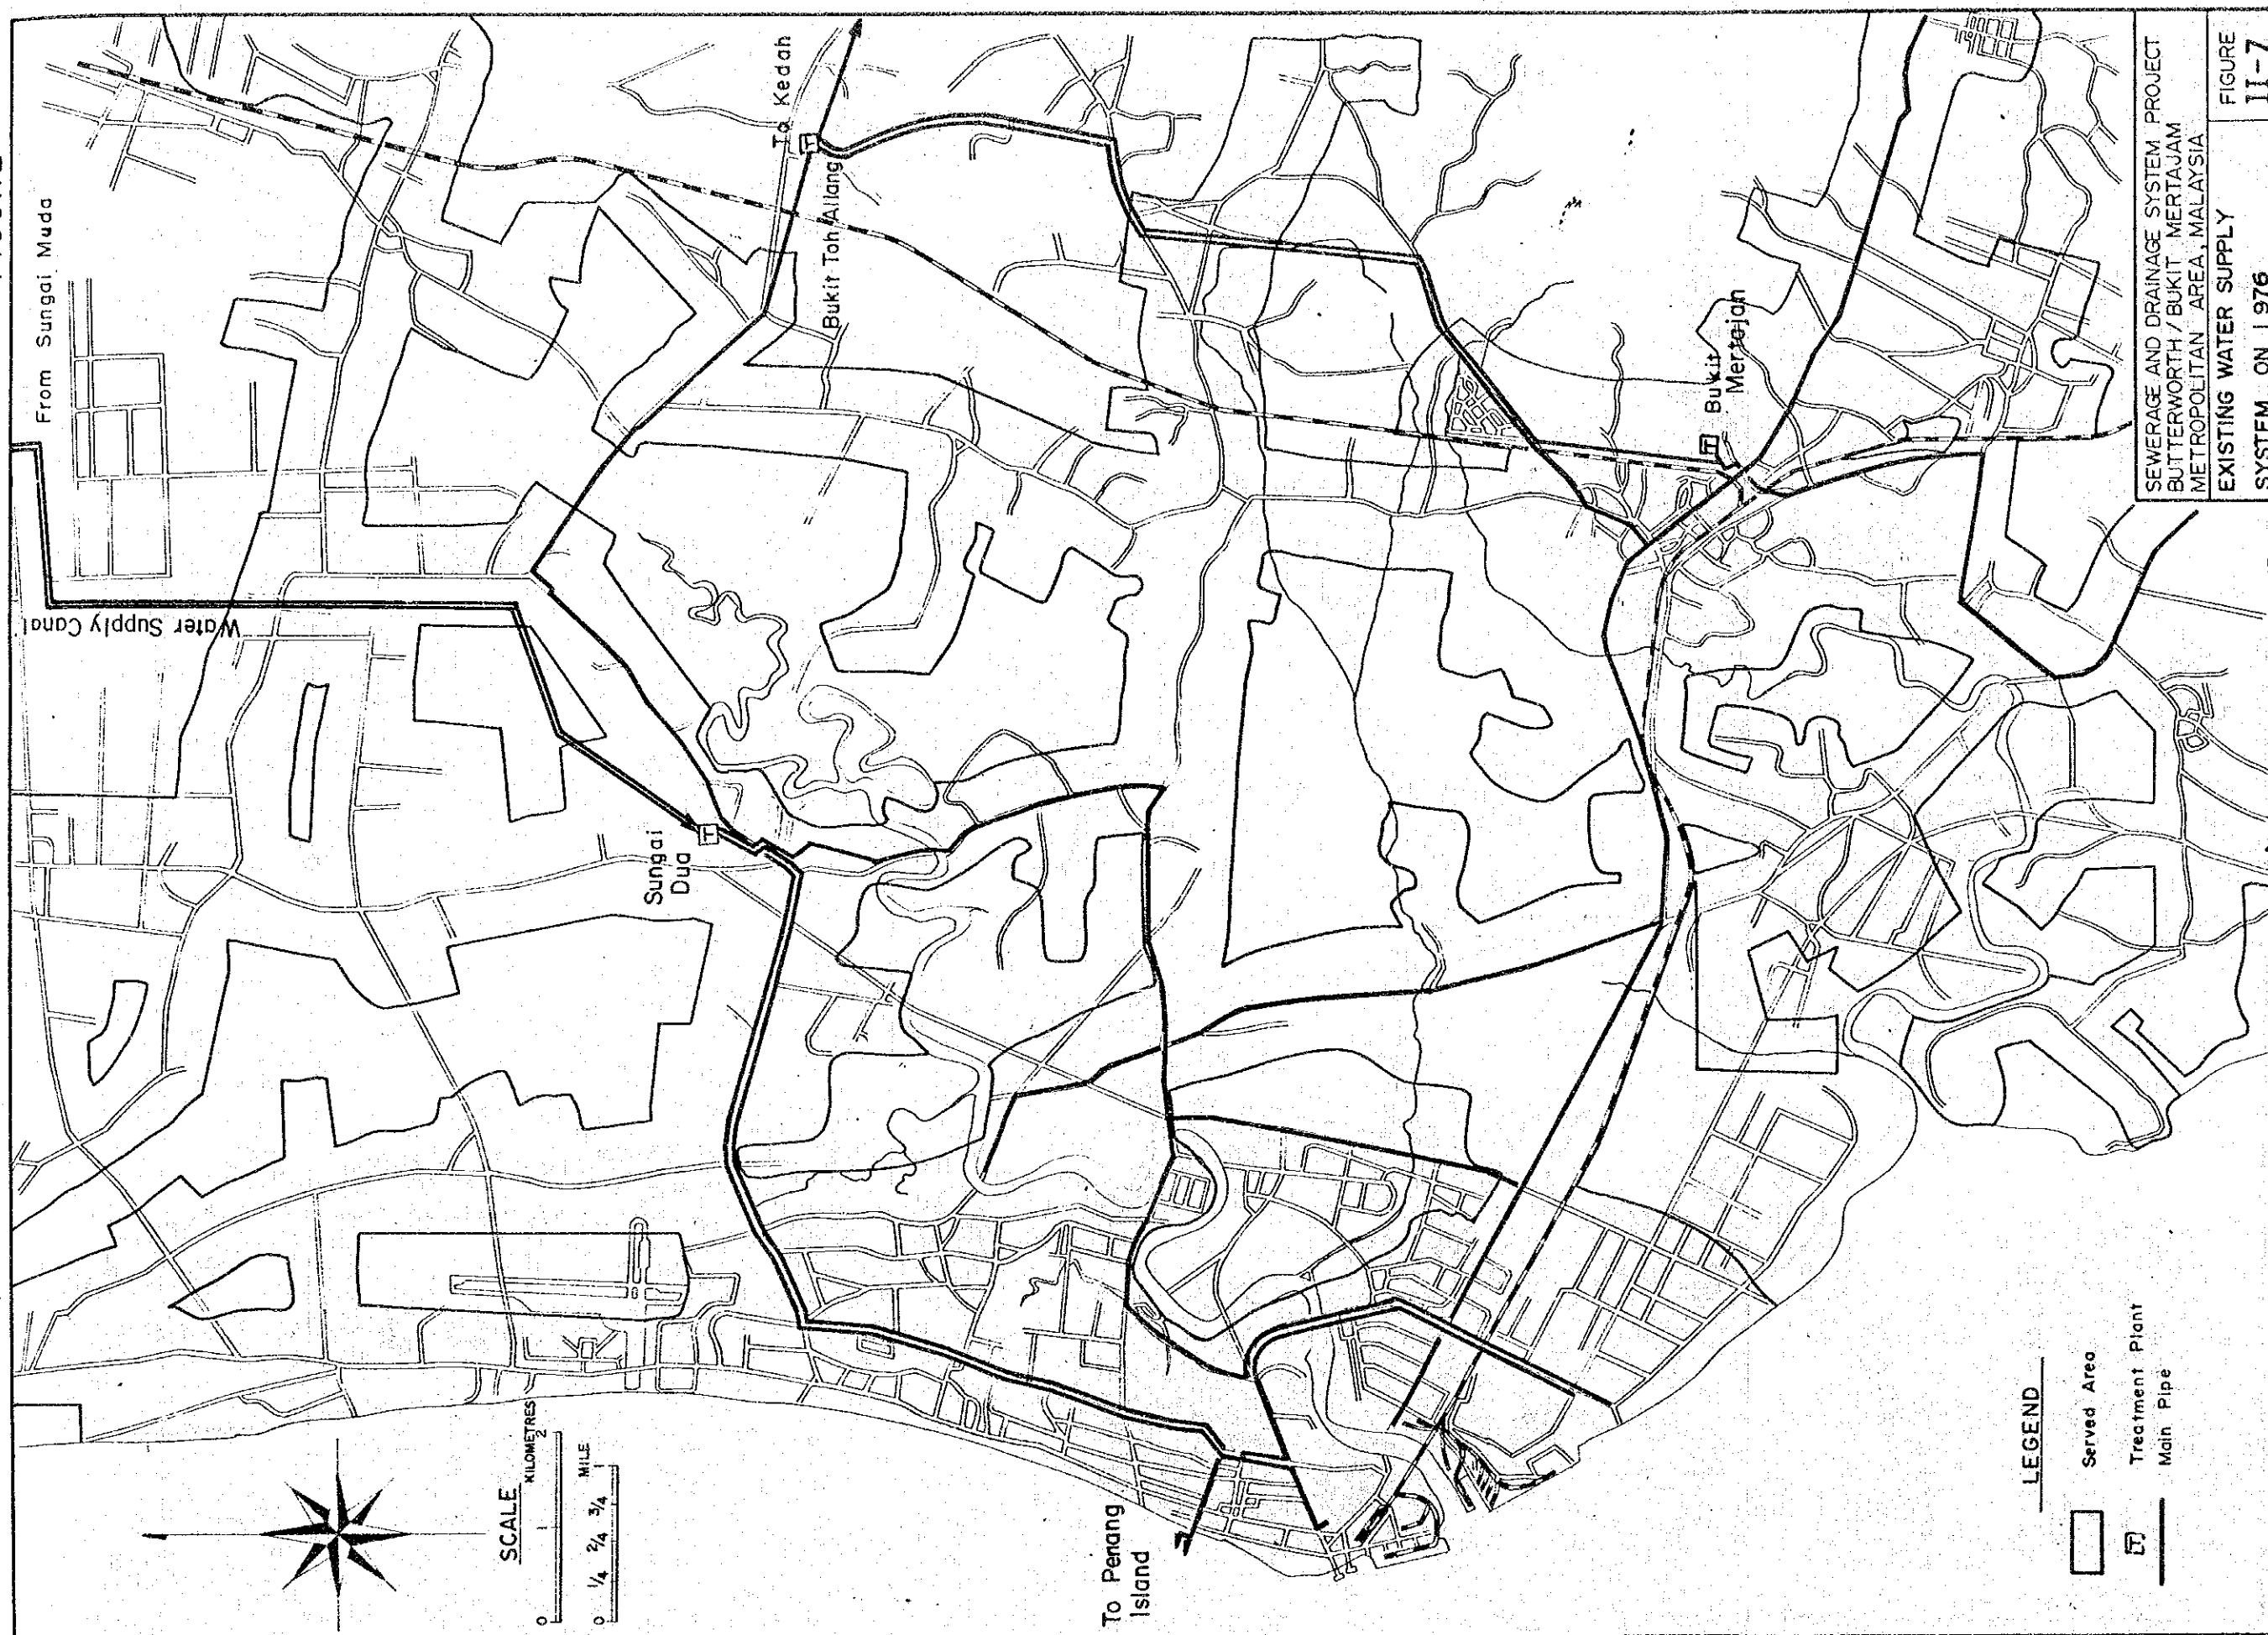 From Sungai Muda
Water Supply Canal
To Kedah
Bukit Toh Allang
Sungai
Dua
Bukit
Mertajan
To Penang
Island
SCALE
KILOMETRES
0 1 2
MILE
0 1/4 2/4 3/4 1
LEGEND
Served Area
T Treatment Plant
Main Pipe
SEWERAGE AND DRAINAGE SYSTEM PROJECT
BUTTERWORTH / BUKIT MERTAJAM
METROPOLITAN AREA, MALAYSIA
EXISTING WATER SUPPLY
SYSTEM ON 1976
FIGURE
II-7